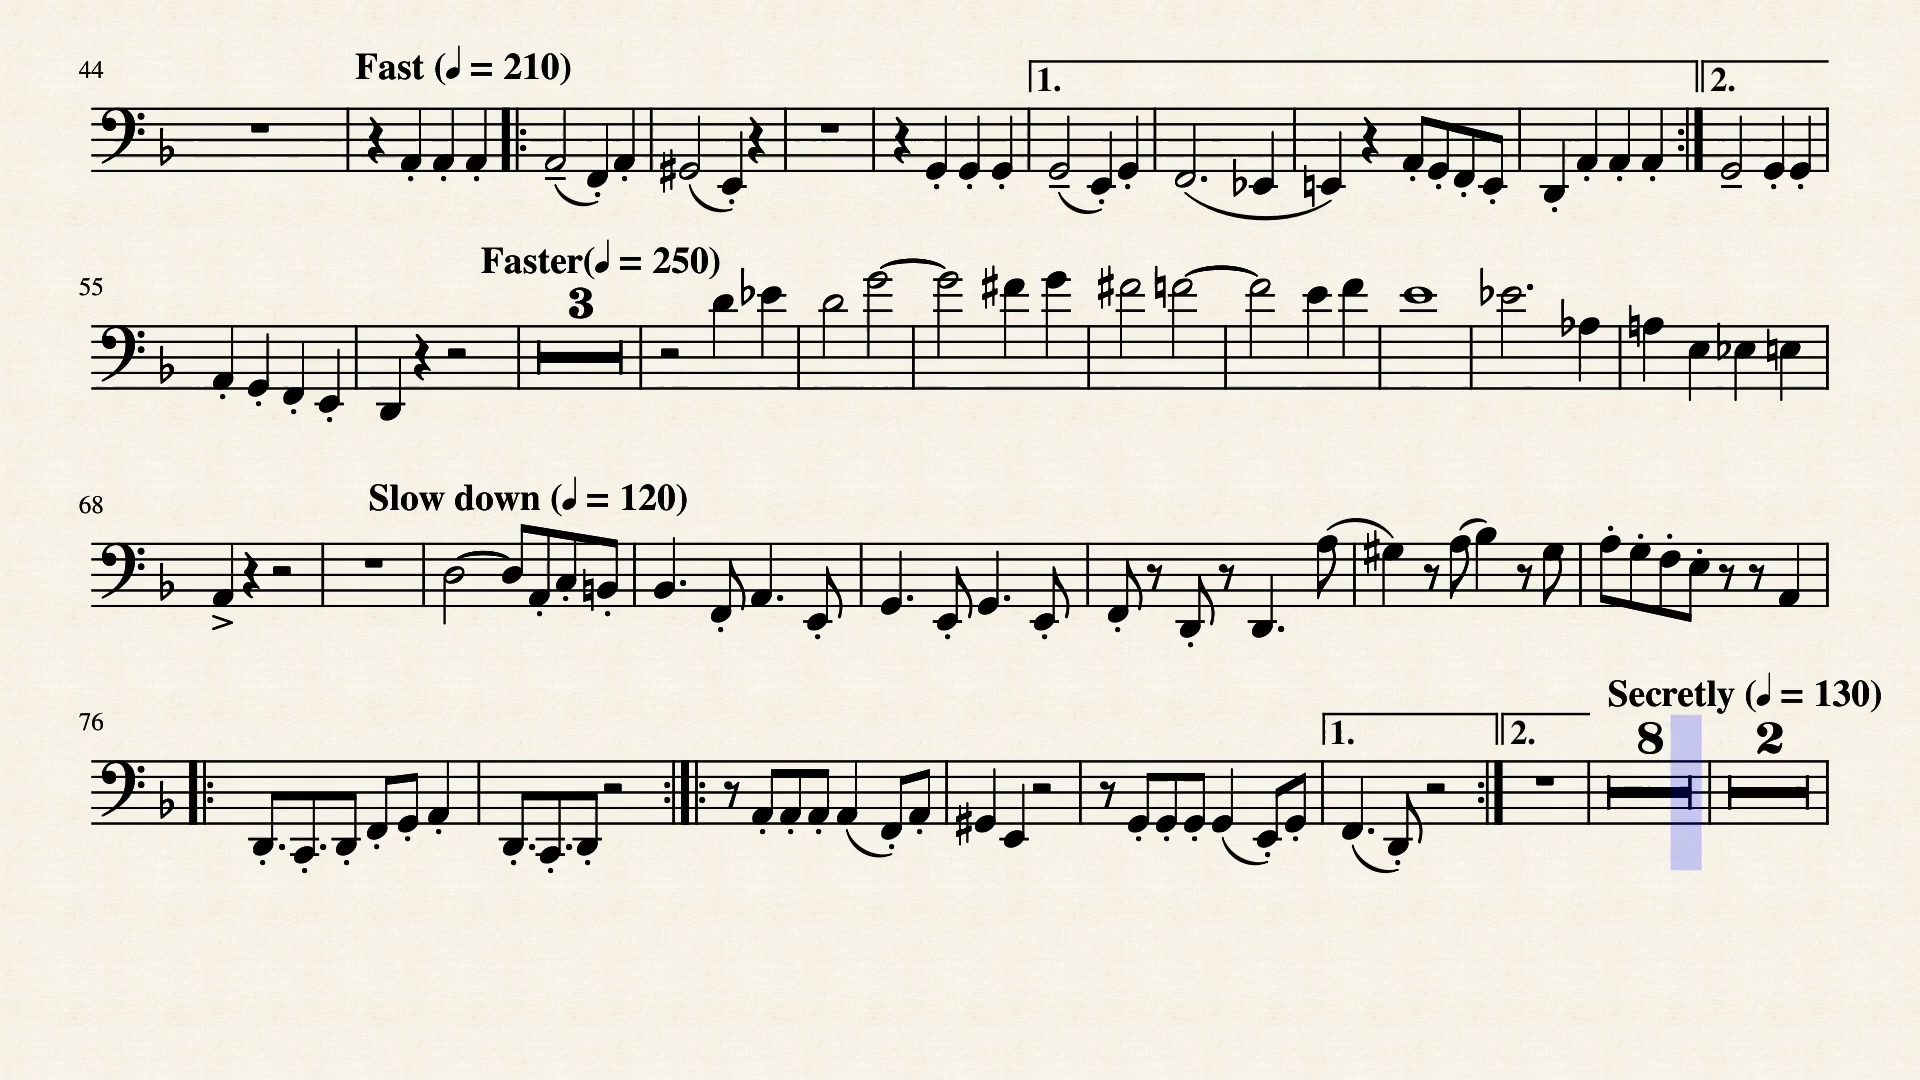 44 Fast (♩ = 210) 1. 2.
55 Faster(♩ = 250) 3
68 Slow down (♩ = 120)
76 1. 2. Secretly (♩ = 130) 8 2